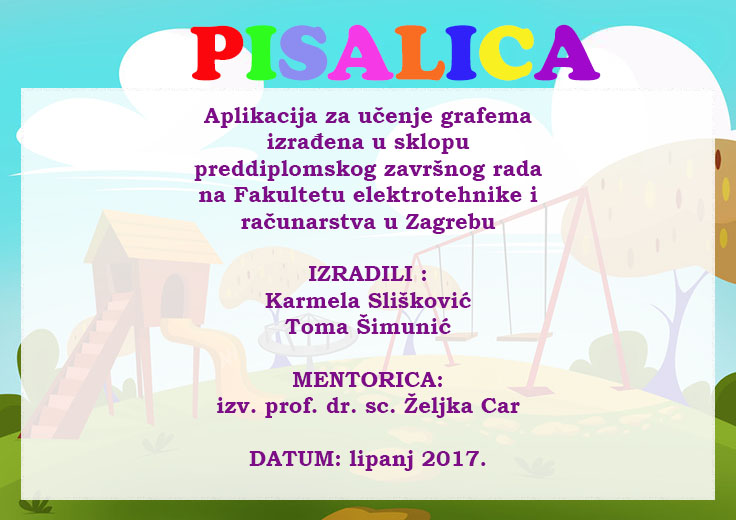 PISALICA
Aplikacija za učenje grafema
izrađena u sklopu
preddiplomskog završnog rada
na Fakultetu elektrotehnike i
računarstva u Zagrebu
IZRADILI :
Karmela Slišković
Toma Šimunić
MENTORICA:
izv. prof. dr. sc. Željka Car
DATUM: lipanj 2017.